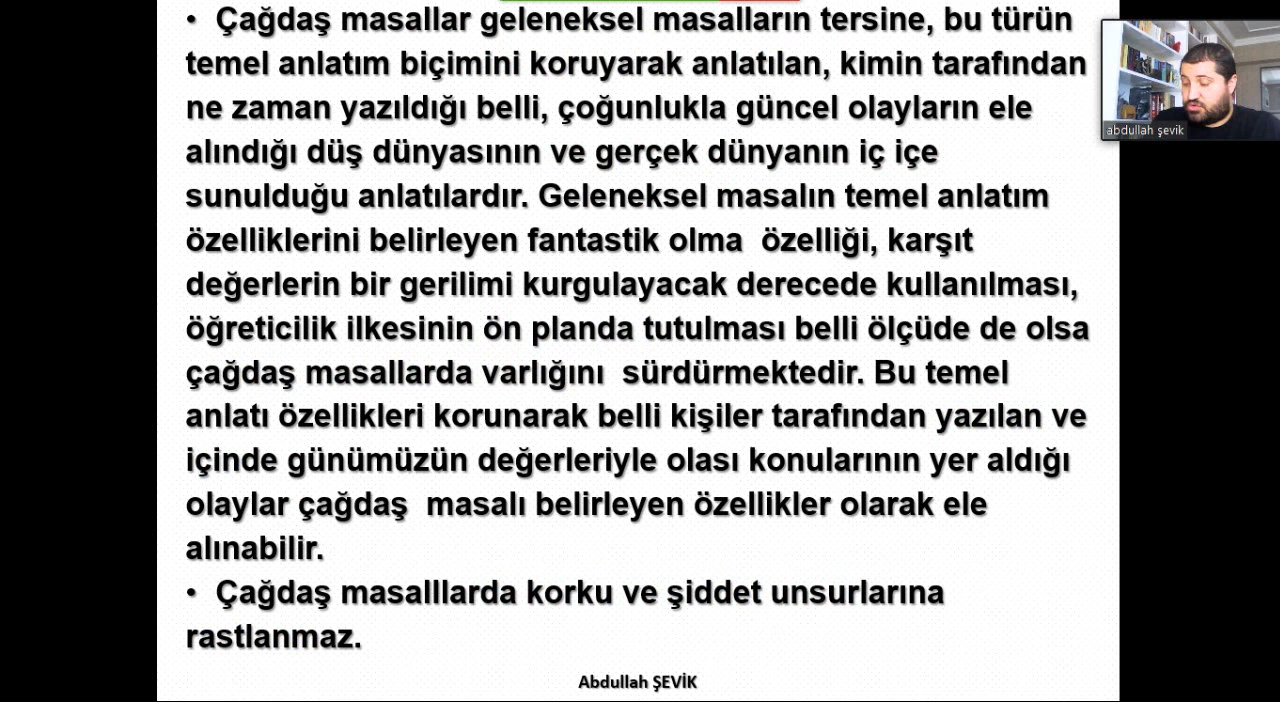 • Çağdaş masallar geleneksel masalların tersine, bu türün
temel anlatım biçimini koruyarak anlatılan, kimin tarafından
ne zaman yazıldığı belli, çoğunlukla güncel olayların ele
alındığı düş dünyasının ve gerçek dünyanın iç içe
sunulduğu anlatılardır. Geleneksel masalın temel anlatım
özelliklerini belirleyen fantastik olma özelliği, karşıt
değerlerin bir gerilimi kurgulayacak derecede kullanılması,
öğreticilik ilkesinin ön planda tutulması belli ölçüde de olsa
çağdaş masallarda varlığını sürdürmektedir. Bu temel
anlatı özellikleri korunarak belli kişiler tarafından yazılan ve
içinde günümüzün değerleriyle olası konularının yer aldığı
olaylar çağdaş masalı belirleyen özellikler olarak ele
alınabilir.
• Çağdaş masalllarda korku ve şiddet unsurlarına
rastlanmaz.
Abdullah ŞEVİK
abdullah şevik